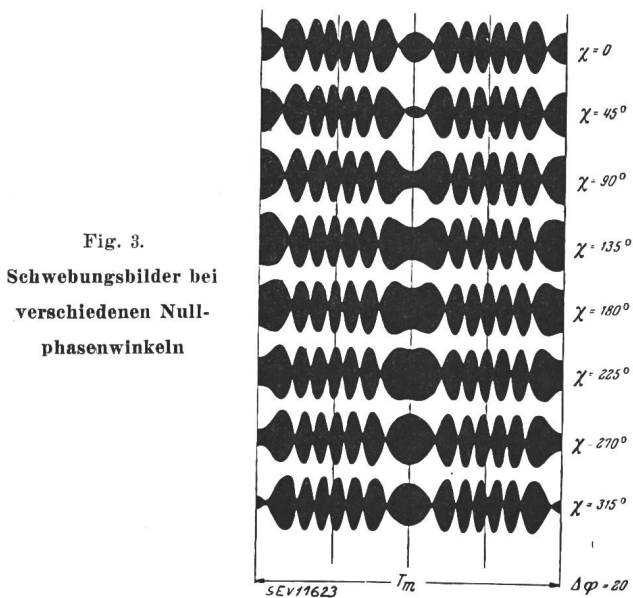 Fig. 3.
Schwebungsbilder bei
verschiedenen Null-
phasenwinkeln
χ = 0
χ = 45°
χ = 90°
χ = 135°
χ = 180°
χ = 225°
χ = 270°
χ = 315°
Tm
Δφ = 20
SEV11623